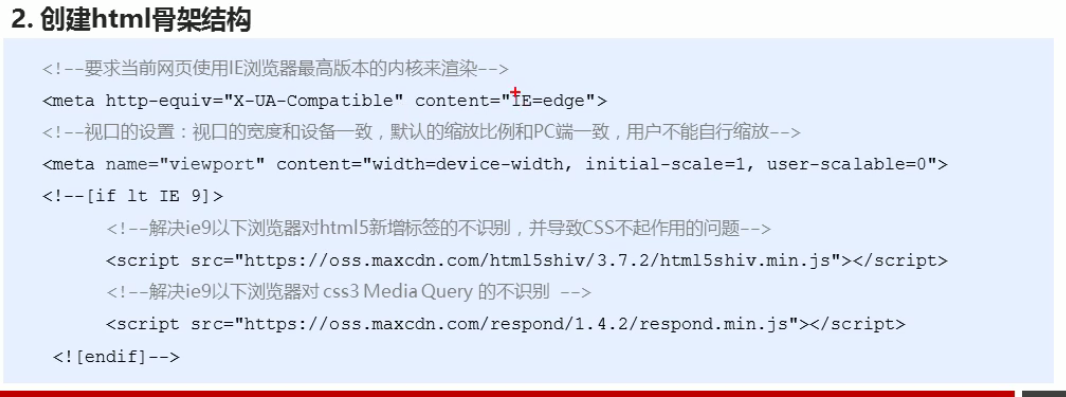 2. 创建html骨架结构
<!--要求当前网页使用IE浏览器最高版本的内核来渲染-->
<meta http-equiv="X-UA-Compatible" content="IE=edge">
<!--视口的设置：视口的宽度和设备一致，默认的缩放比例和PC端一致，用户不能自行缩放-->
<meta name="viewport" content="width=device-width, initial-scale=1, user-scalable=0">
<!--[if lt IE 9]>
<!--解决ie9以下浏览器对html5新增标签的不识别，并导致CSS不起作用的问题-->
<script src="https://oss.maxcdn.com/html5shiv/3.7.2/html5shiv.min.js"></script>
<!--解决ie9以下浏览器对 css3 Media Query 的不识别 -->
<script src="https://oss.maxcdn.com/respond/1.4.2/respond.min.js"></script>
<![endif]-->